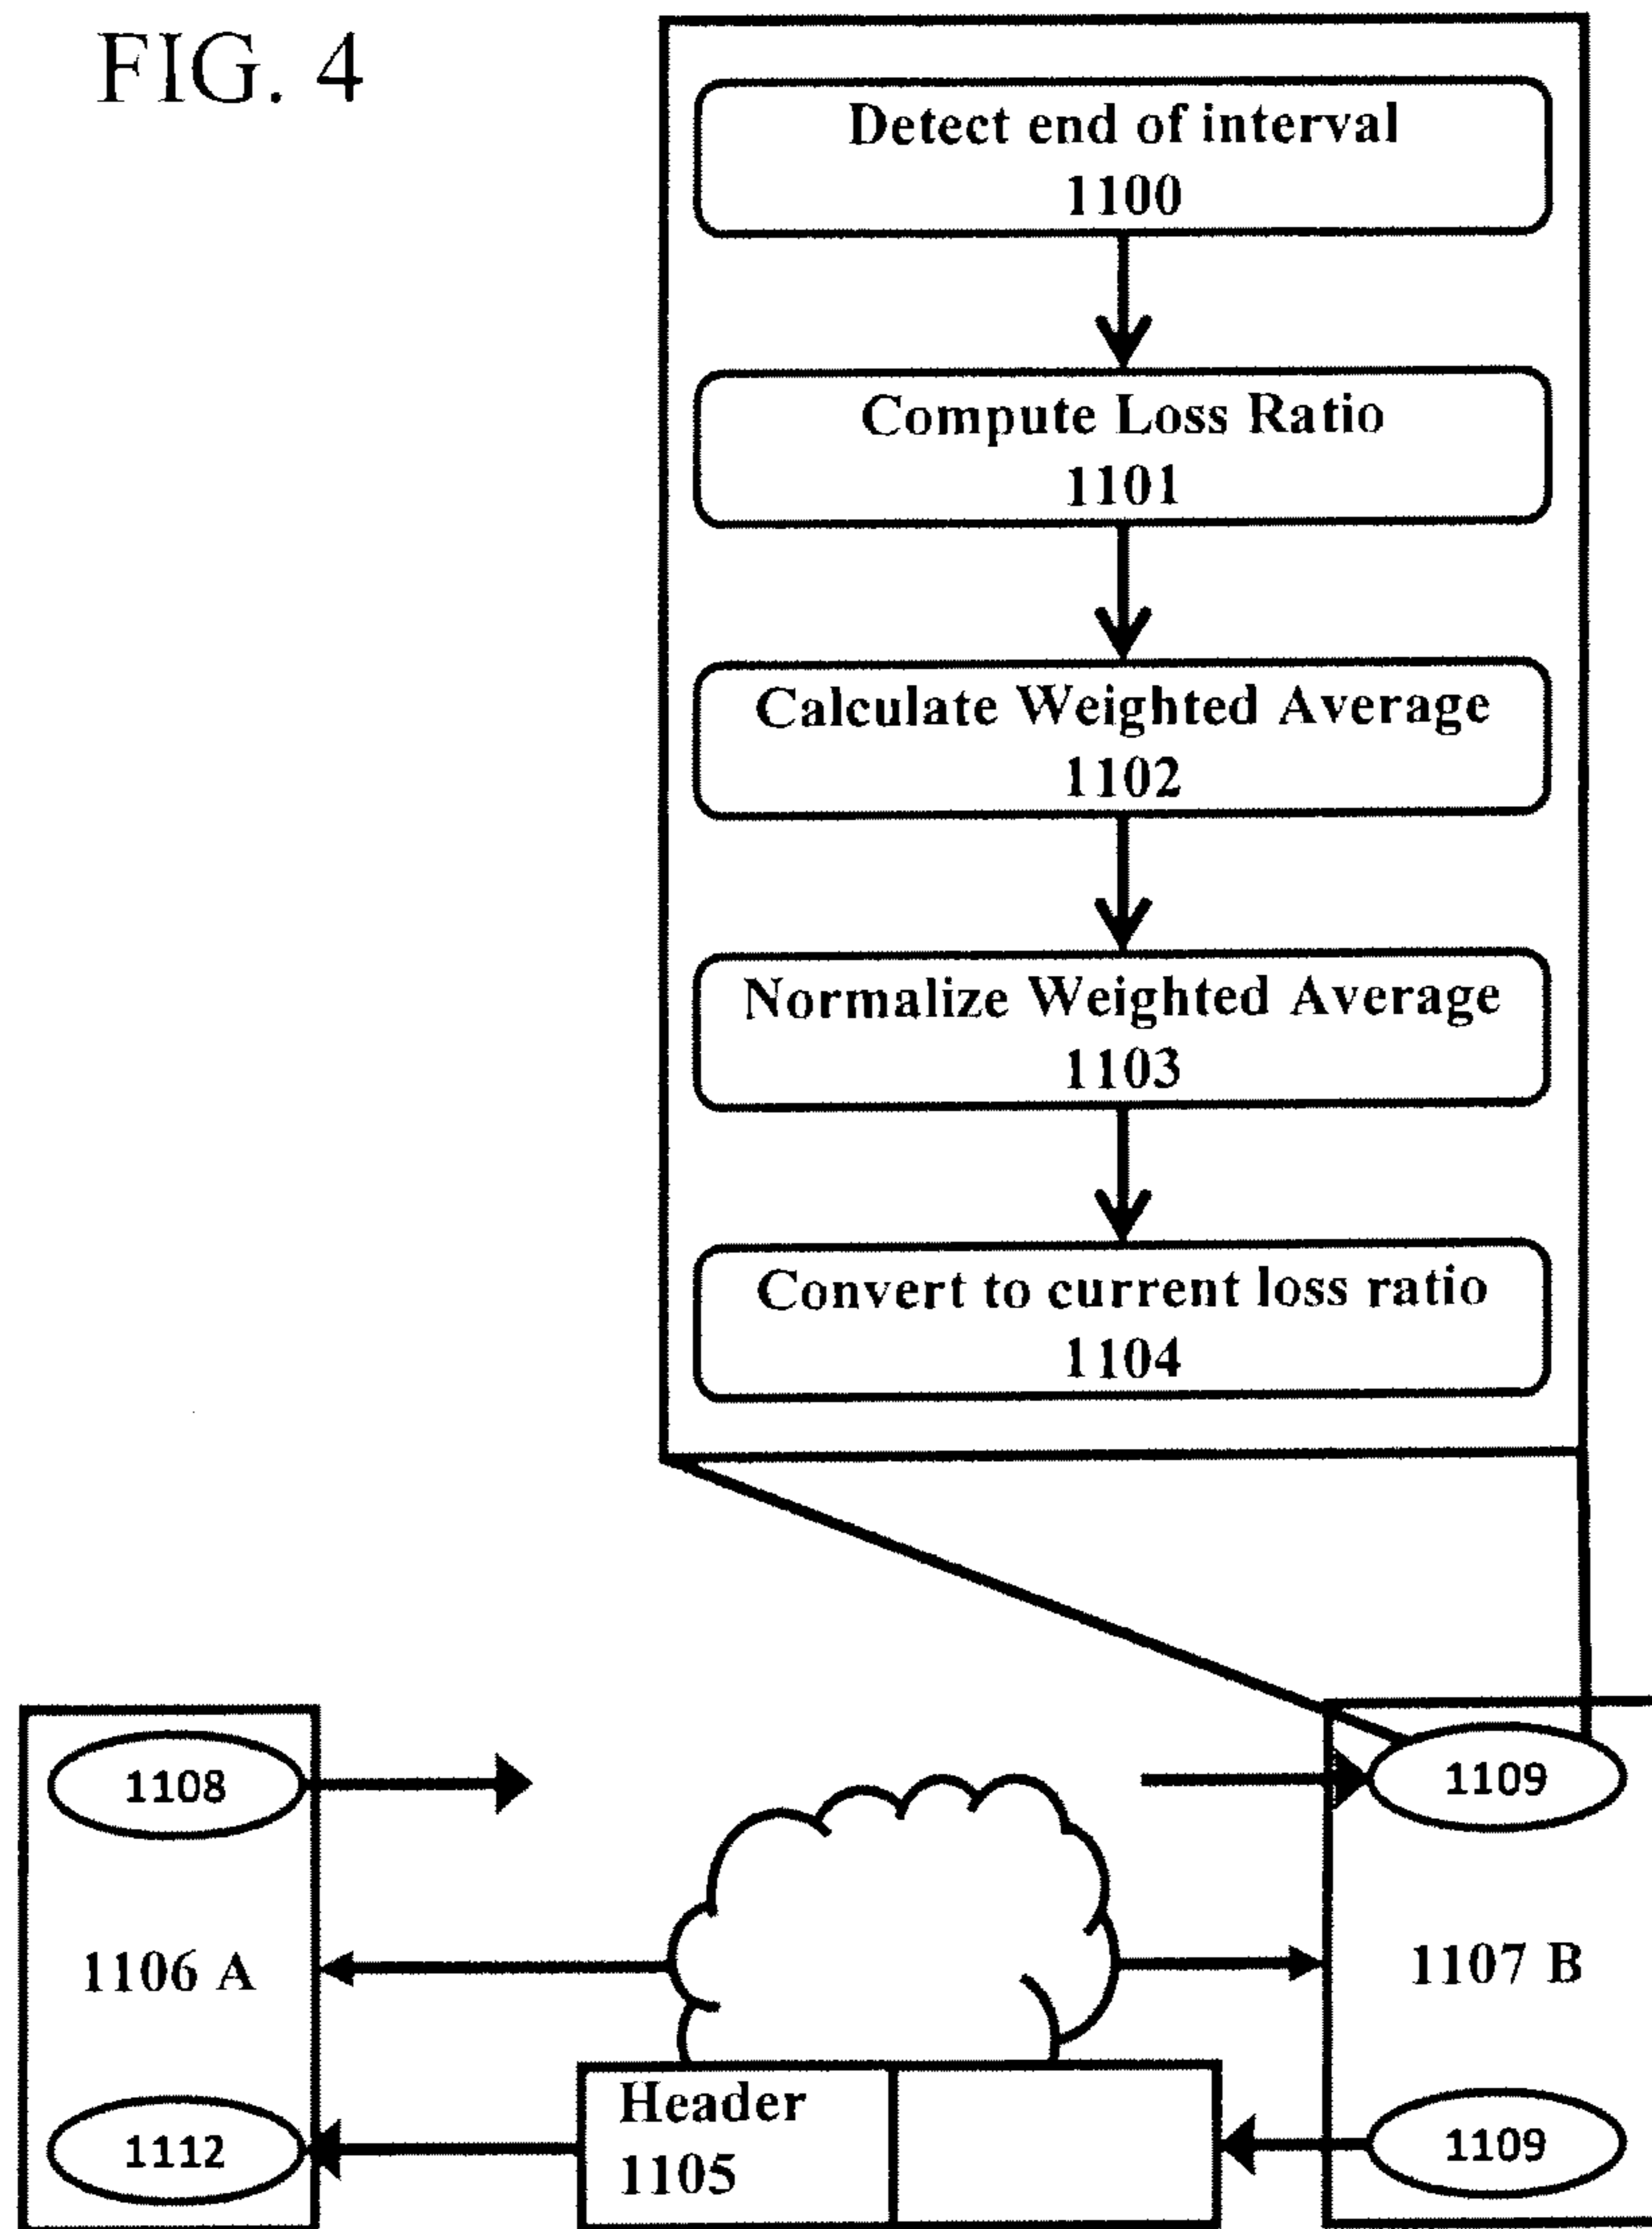 FIG. 4
Detect end of interval
1100
Compute Loss Ratio
1101
Calculate Weighted Average
1102
Normalize Weighted Average
1103
Convert to current loss ratio
1104
1108
1109
1106 A
1107 B
Header
1105
1112
1109